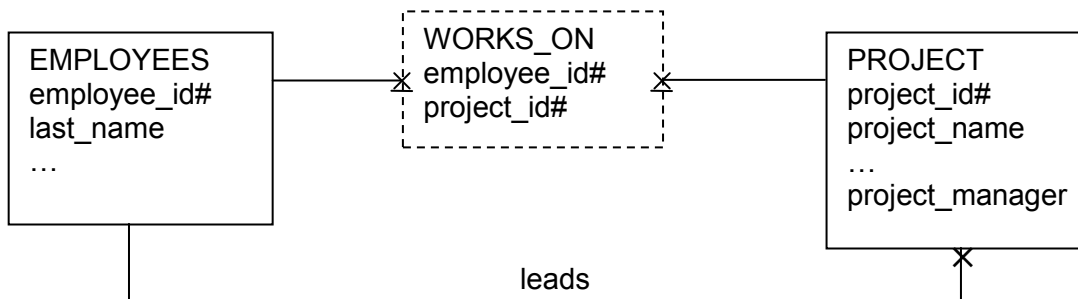 EMPLOYEES
employee_id#
last_name
…
WORKS_ON
employee_id#
project_id#
PROJECT
project_id#
project_name
…
project_manager
leads